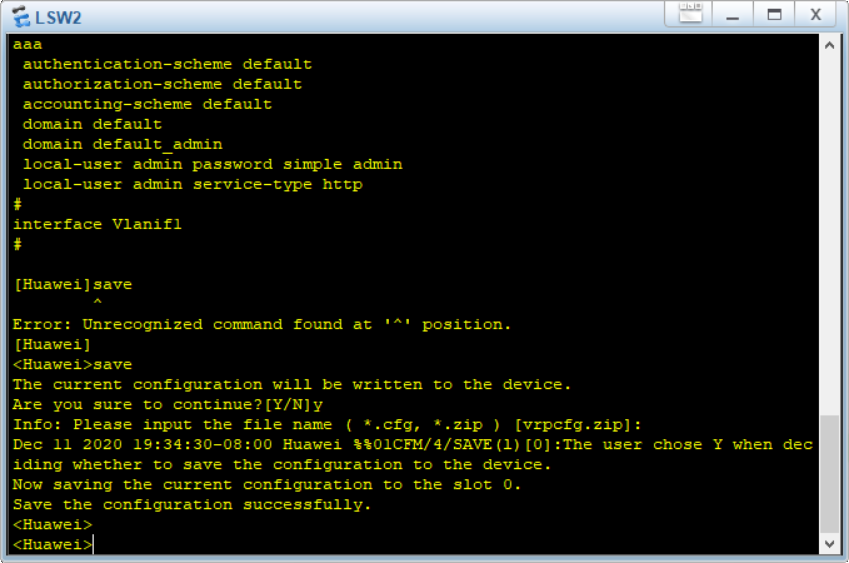 LSW2
aaa
 authentication-scheme default
 authorization-scheme default
 accounting-scheme default
 domain default
 domain default_admin
 local-user admin password simple admin
 local-user admin service-type http
#
interface Vlanif1
#
[Huawei]save
        ^
Error: Unrecognized command found at '^' position.
[Huawei]
<Huawei>save
The current configuration will be written to the device.
Are you sure to continue?[Y/N]y
Info: Please input the file name ( *.cfg, *.zip ) [vrpcfg.zip]:
Dec 11 2020 19:34:30-08:00 Huawei %%01CFM/4/SAVE(l)[0]:The user chose Y when dec
iding whether to save the configuration to the device.
Now saving the current configuration to the slot 0.
Save the configuration successfully.
<Huawei>
<Huawei>